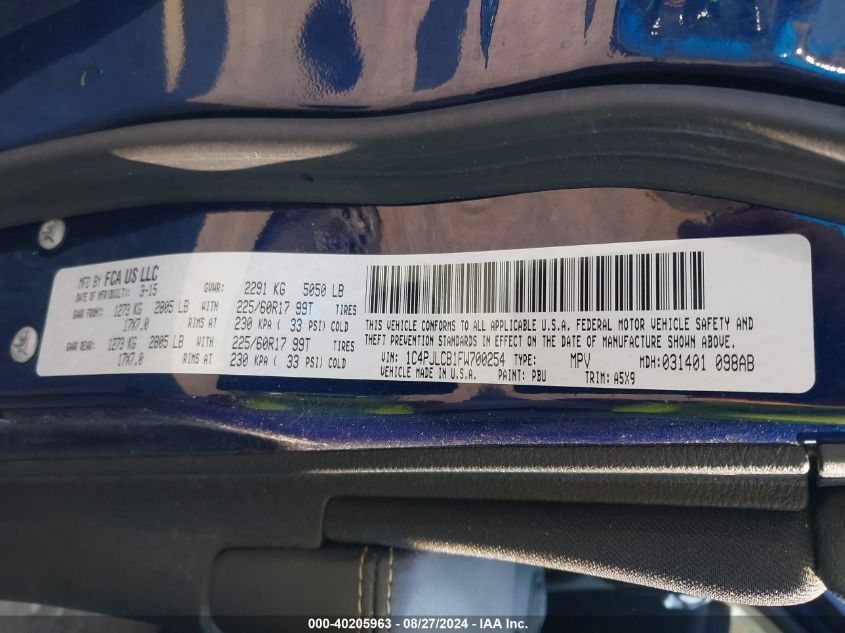 MFD BY FCA US LLC
DATE OF MFR(BUILT): 3-15 GVWR: 2291 KG 5050 LB
GAWR FRONT: 1273 KG 2805 LB WITH 225/60R17 99T TIRES
17X7.0 RIMS AT 230 KPA ( 33 PSI) COLD
GAWR REAR: 1273 KG 2805 LB WITH 225/60R17 99T TIRES
17X7.0 RIMS AT 230 KPA ( 33 PSI) COLD
THIS VEHICLE CONFORMS TO ALL APPLICABLE U.S.A. FEDERAL MOTOR VEHICLE SAFETY AND
THEFT PREVENTION STANDARDS IN EFFECT ON THE DATE OF MANUFACTURE SHOWN ABOVE.
VIN: 1C4PJLCB1FW700254 TYPE: MPV MDH: 031401 098AB
VEHICLE MADE IN U.S.A. PAINT: PBU TRIM: A5X9
000-40205963 - 08/27/2024 - COPYRIGHT IAA, LLC